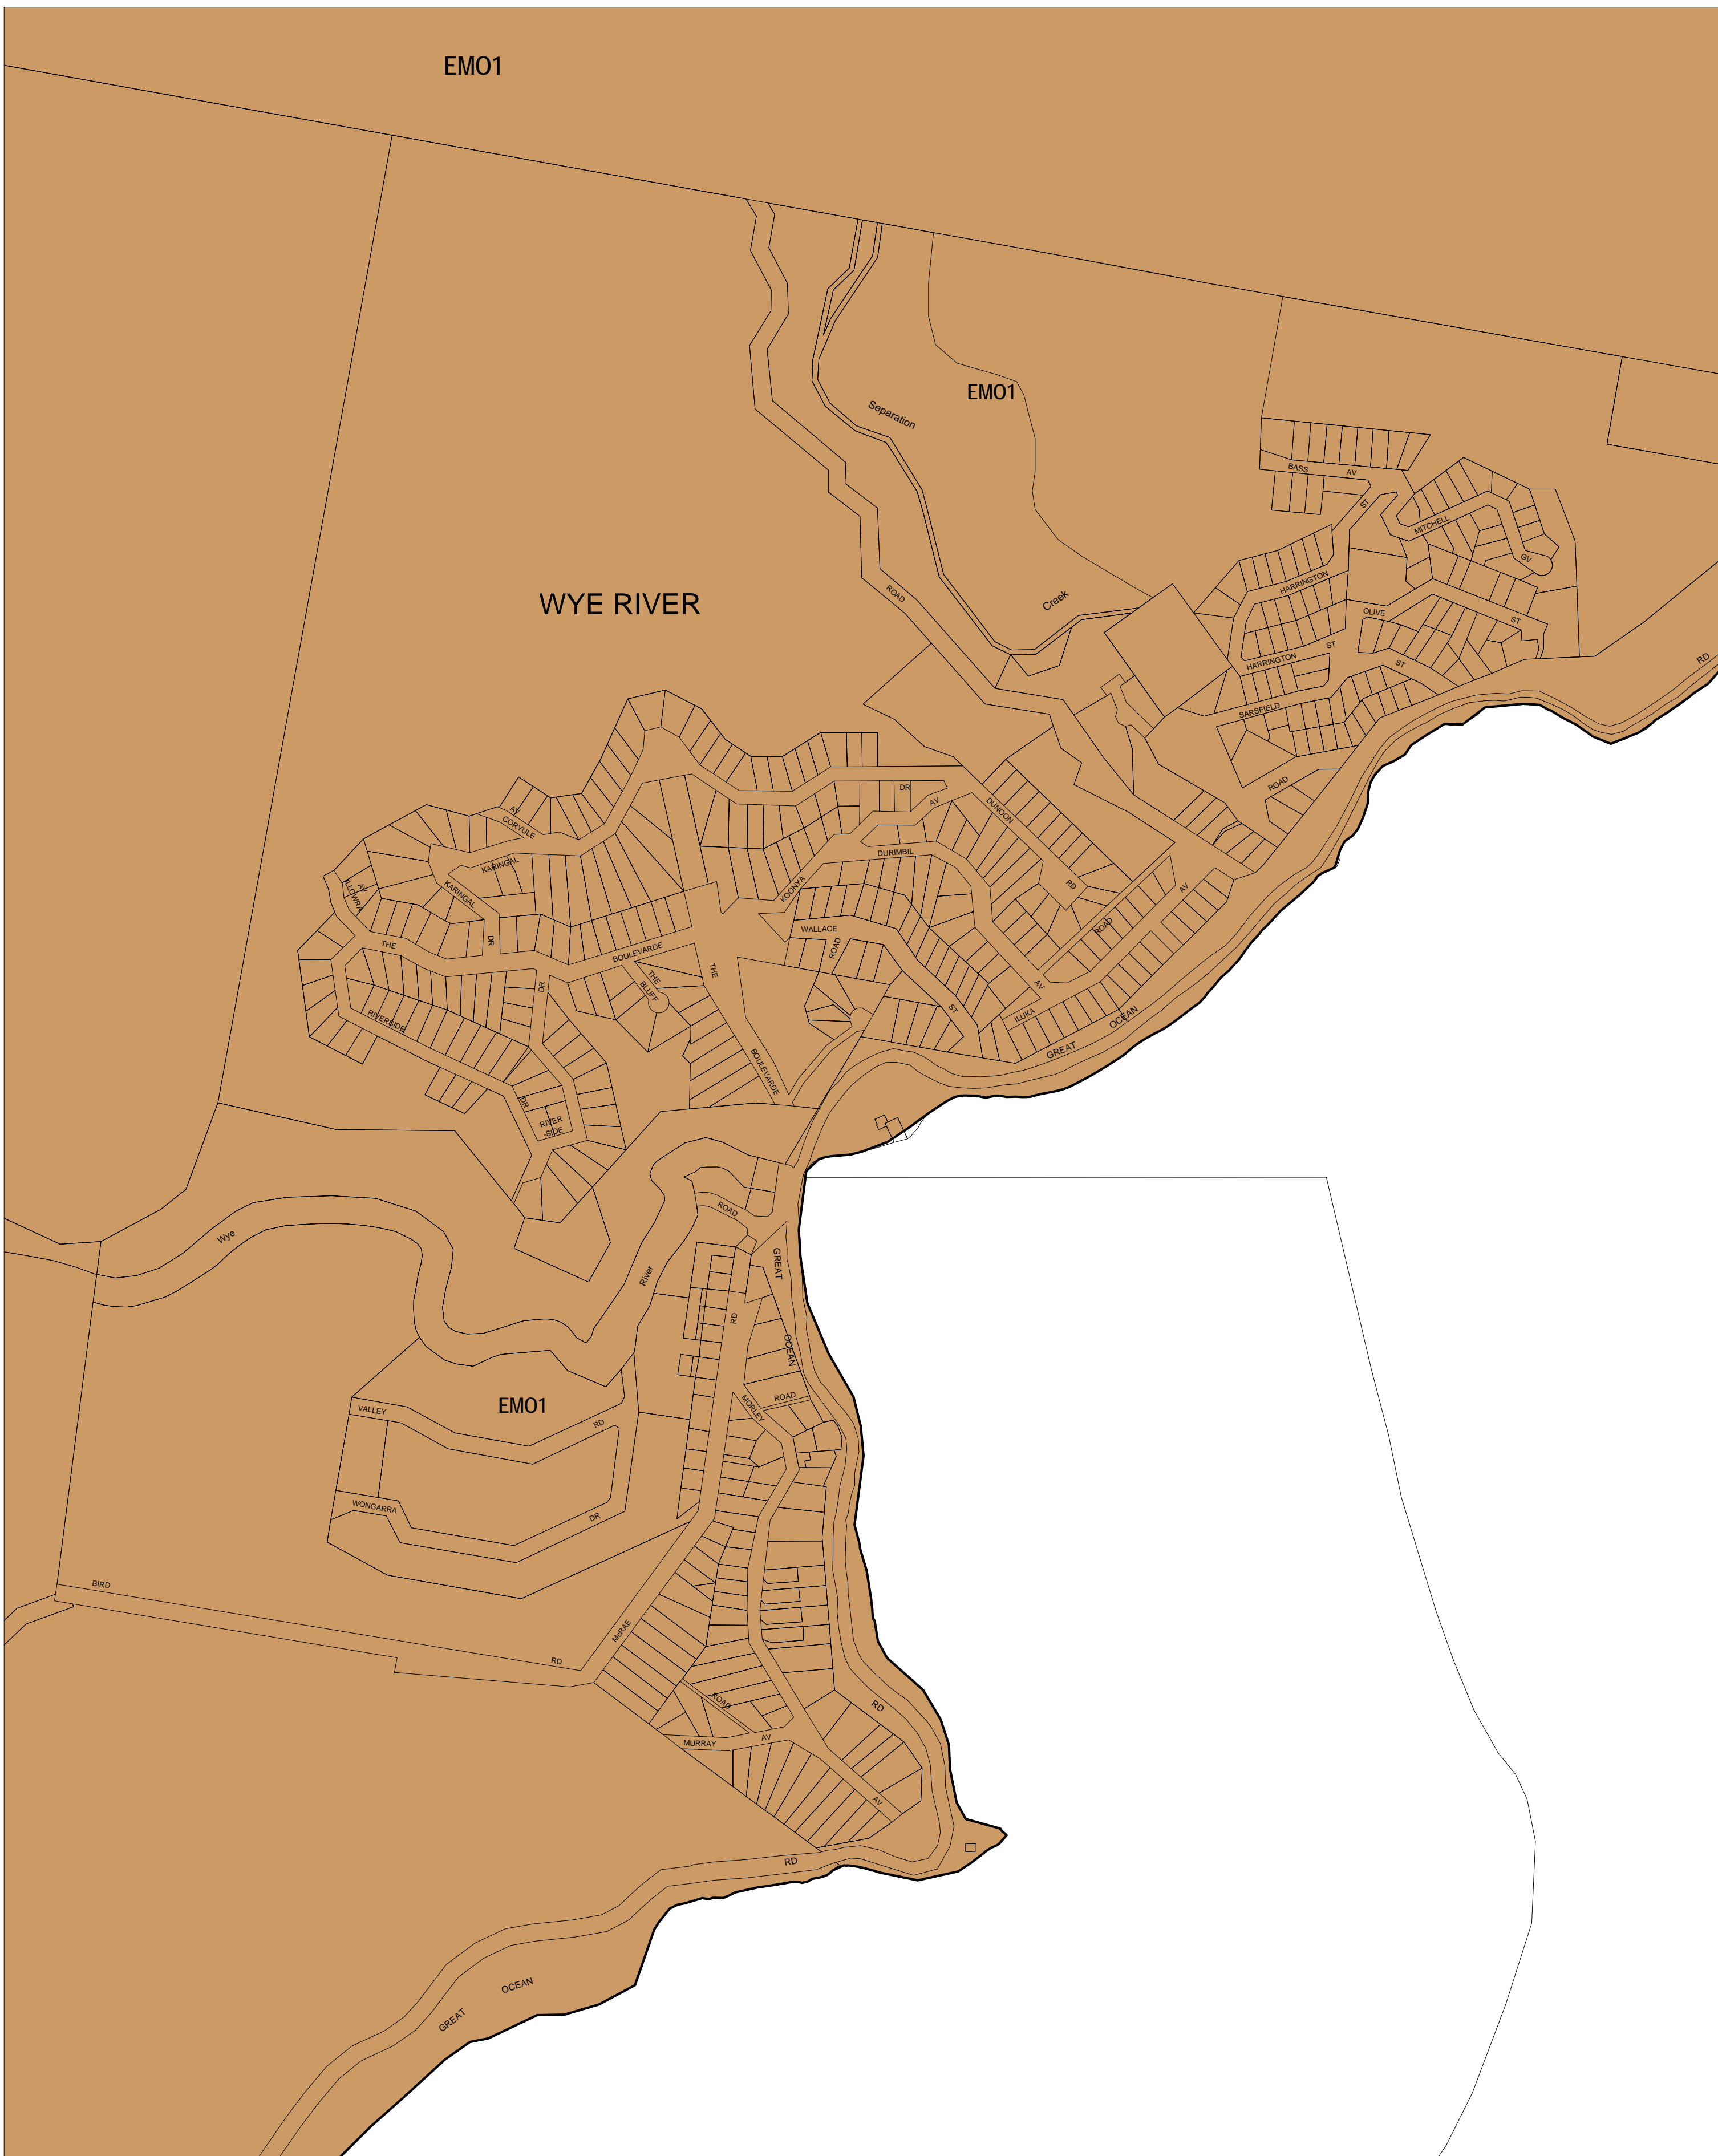 EMO1
EMO1
Separation
Creek
ROAD
WYE RIVER
BASS AV
ST
MITCHELL
GV
HARRINGTON
OLIVE
ST
HARRINGTON ST
ST
SARSFIELD
ROAD
RD
DR
AV
DUNOON
RD
AV
CORYULE
KARINGAL
KARINGAL
DR
ILLOWRA
AV
DURIMBIL
KOONYA
WALLACE
ROAD
ST
ROAD
AV
AV
ILUKA
GREAT
OCEAN
THE
BOULEVARDE
THE
BLUFF
THE
BOULEVARDE
DR
RIVERSIDE
DR
RIVER
-SIDE
Wye
River
ROAD
GREAT
OCEAN
RD
ROAD
MORLEY
EMO1
VALLEY
RD
WONGARRA
DR
BIRD
RD
McRAE
ROAD
MURRAY
AV
RD
AV
RD
OCEAN
GREAT